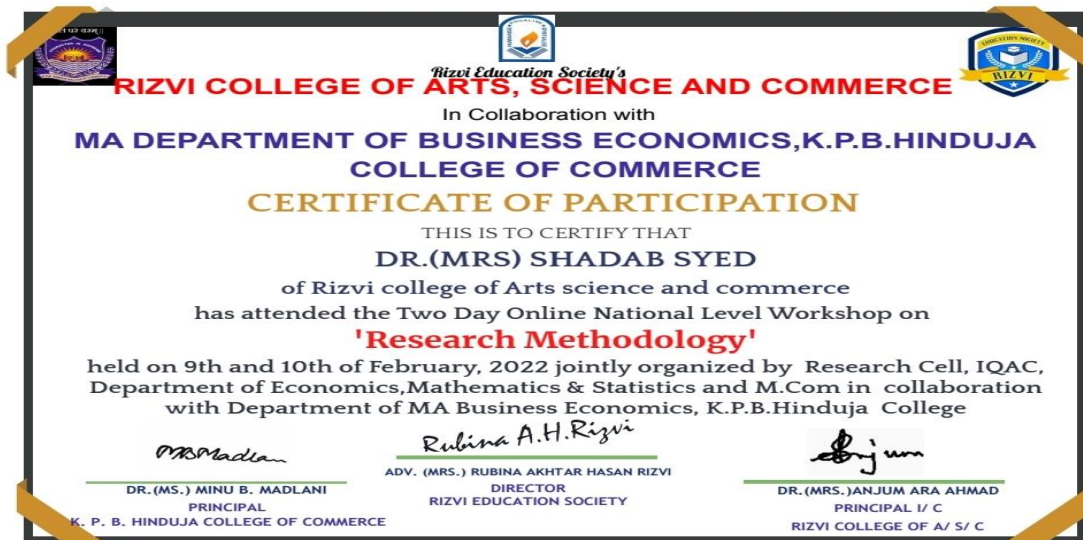 Rizvi Education Society's
RIZVI COLLEGE OF ARTS, SCIENCE AND COMMERCE
In Collaboration with
MA DEPARTMENT OF BUSINESS ECONOMICS,K.P.B.HINDUJA
COLLEGE OF COMMERCE
CERTIFICATE OF PARTICIPATION
THIS IS TO CERTIFY THAT
DR.(MRS) SHADAB SYED
of Rizvi college of Arts science and commerce
has attended the Two Day Online National Level Workshop on
'Research Methodology'
held on 9th and 10th of February, 2022 jointly organized by Research Cell, IQAC,
Department of Economics,Mathematics & Statistics and M.Com in collaboration
with Department of MA Business Economics, K.P.B.Hinduja College
MBMadlan
DR.(MS.) MINU B. MADLANI
PRINCIPAL
K. P. B. HINDUJA COLLEGE OF COMMERCE
Rubina A.H.Rizvi
ADV. (MRS.) RUBINA AKHTAR HASAN RIZVI
DIRECTOR
RIZVI EDUCATION SOCIETY
Anjum
DR.(MRS.)ANJUM ARA AHMAD
PRINCIPAL I/ C
RIZVI COLLEGE OF A/ S/ C
EDUCATION SOCIETY
RIZVI